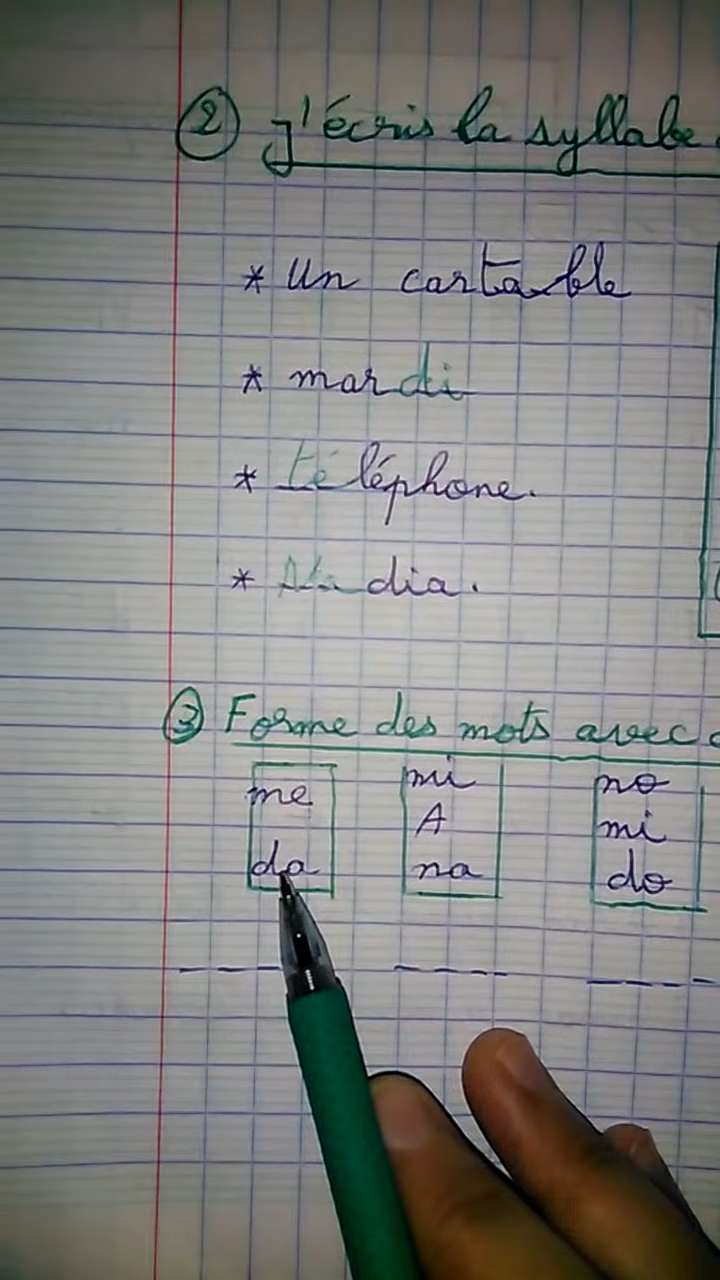 ② J'écris la syllabe
* un cartable
* mardi
* téléphone.
* Nadia.
③ Forme des mots avec
me mi no
A mi
da na do